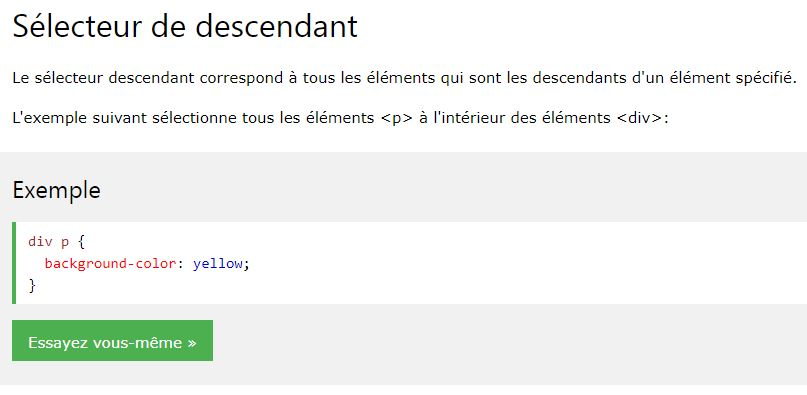 Sélecteur de descendant
Le sélecteur descendant correspond à tous les éléments qui sont les descendants d'un élément spécifié.
L'exemple suivant sélectionne tous les éléments <p> à l'intérieur des éléments <div>:
Exemple
div p {
  background-color: yellow;
}
Essayez vous-même »